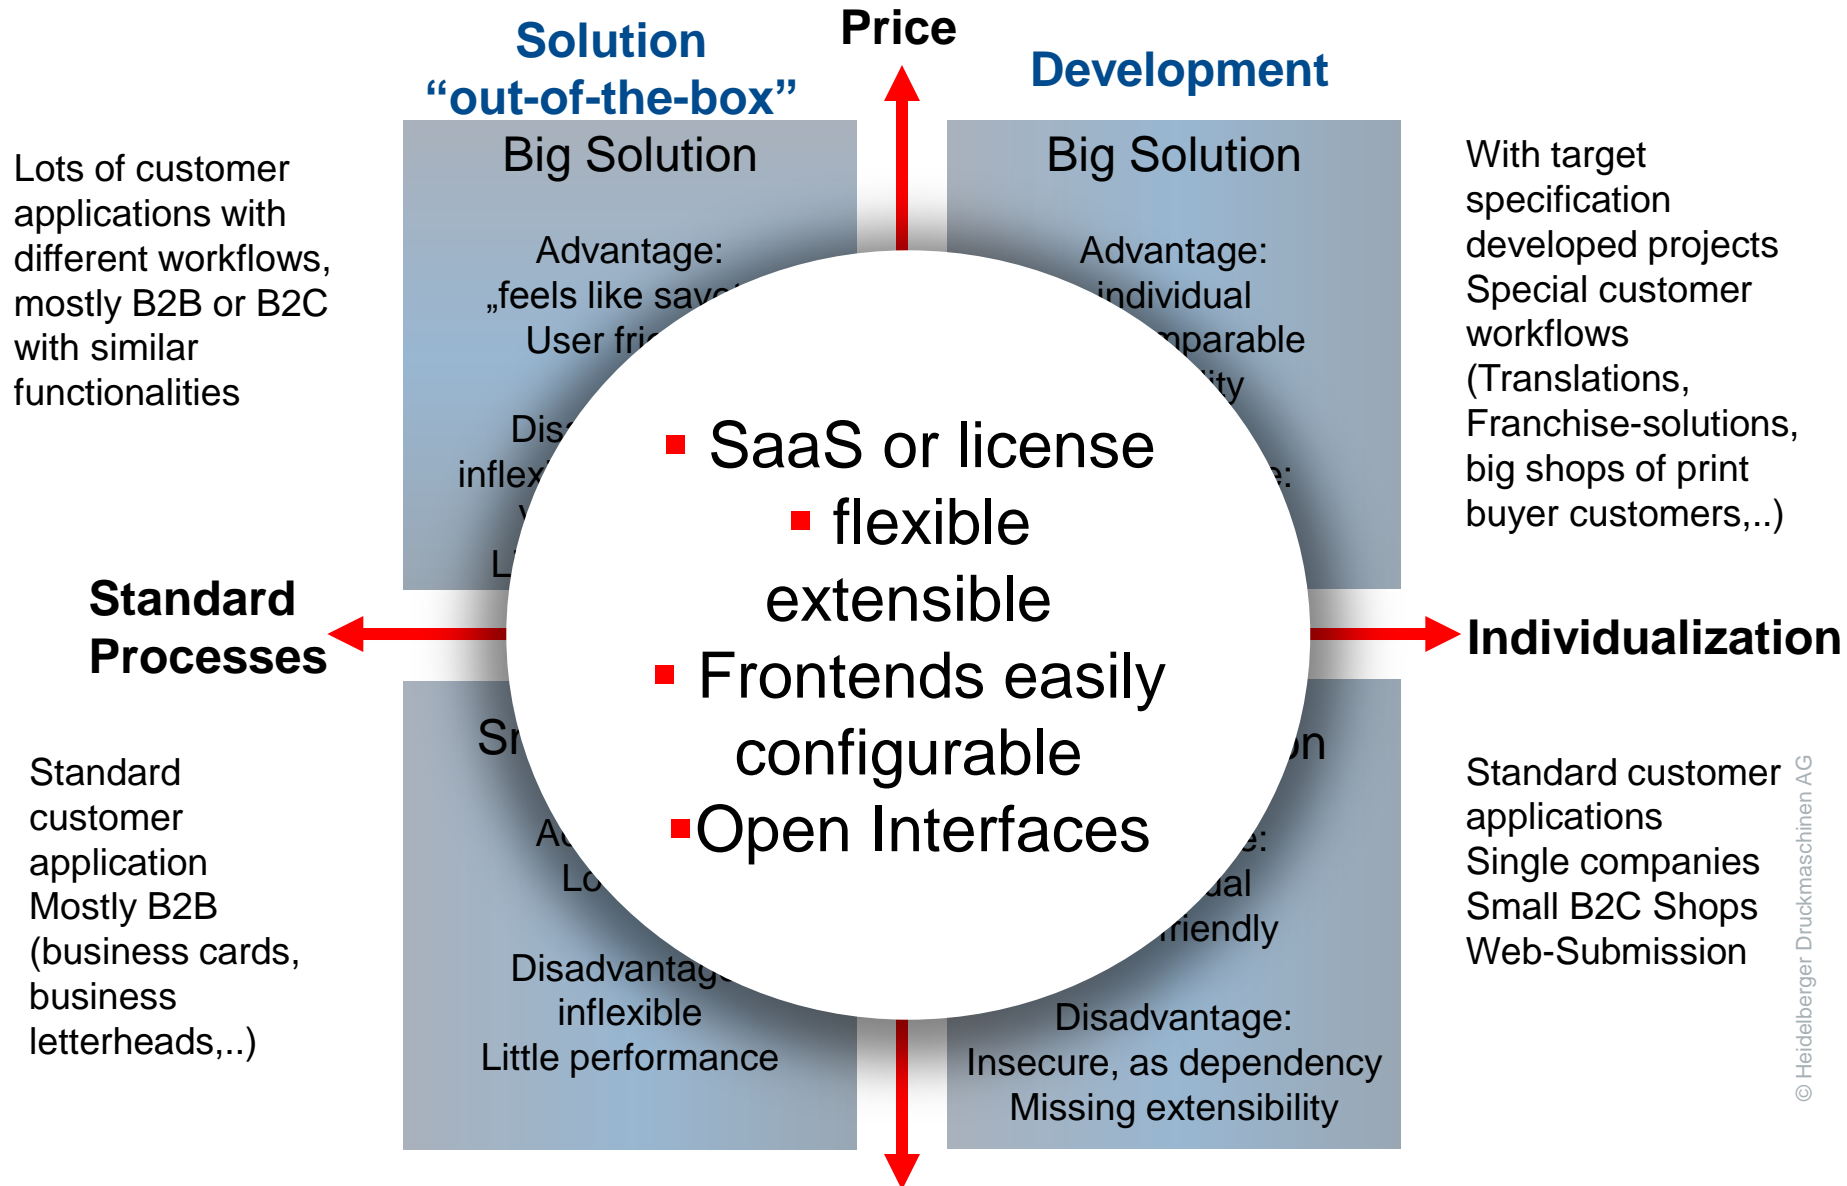 Price
Solution
“out-of-the-box”
Development
Lots of customer
applications with
different workflows,
mostly B2B or B2C
with similar
functionalities
Big Solution
Advantage:
„feels like
User
Big Solution
Advantage:
individual
With target
specification
developed projects
Special customer
workflows
(Translations,
Franchise-solutions,
big shops of print
buyer customers,..)
▪ SaaS or license
▪ flexible
extensible
▪ Frontends easily
configurable
▪Open Interfaces
Standard
Processes
Individualization
Standard
customer
application
Mostly B2B
(business cards,
business
letterheads,..)
Disadvantage
inflexible
Little performance
Disadvantage:
Insecure, as dependency
Missing extensibility
Standard customer
applications
Single companies
Small B2C Shops
Web-Submission
© Heidelberger Druckmaschinen AG